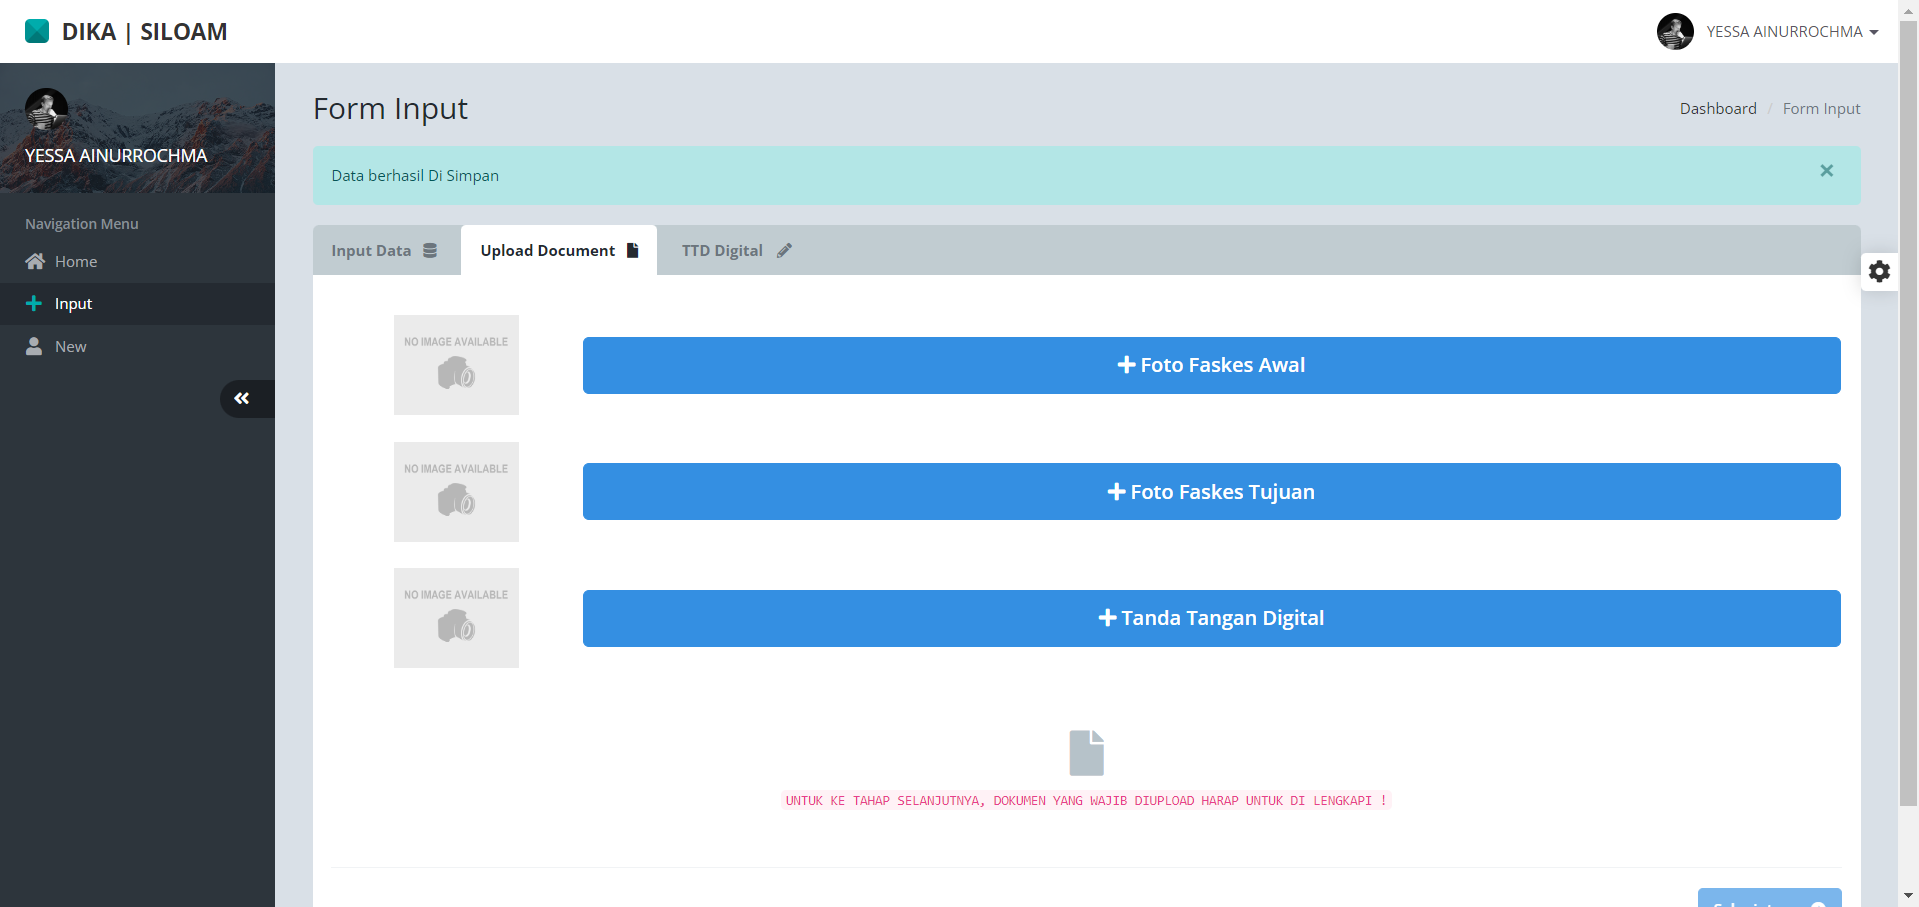 DIKA | SILOAM
YESSA AINURROCHMA
YESSA AINURROCHMA
Navigation Menu
Home
Input
New
Form Input
Dashboard / Form Input
Data berhasil Di Simpan
×
Input Data
Upload Document
TTD Digital
NO IMAGE AVAILABLE
+ Foto Faskes Awal
NO IMAGE AVAILABLE
+ Foto Faskes Tujuan
NO IMAGE AVAILABLE
+ Tanda Tangan Digital
UNTUK KE TAHAP SELANJUTNYA, DOKUMEN YANG WAJIB DIUPLOAD HARAP UNTUK DI LENGKAPI !